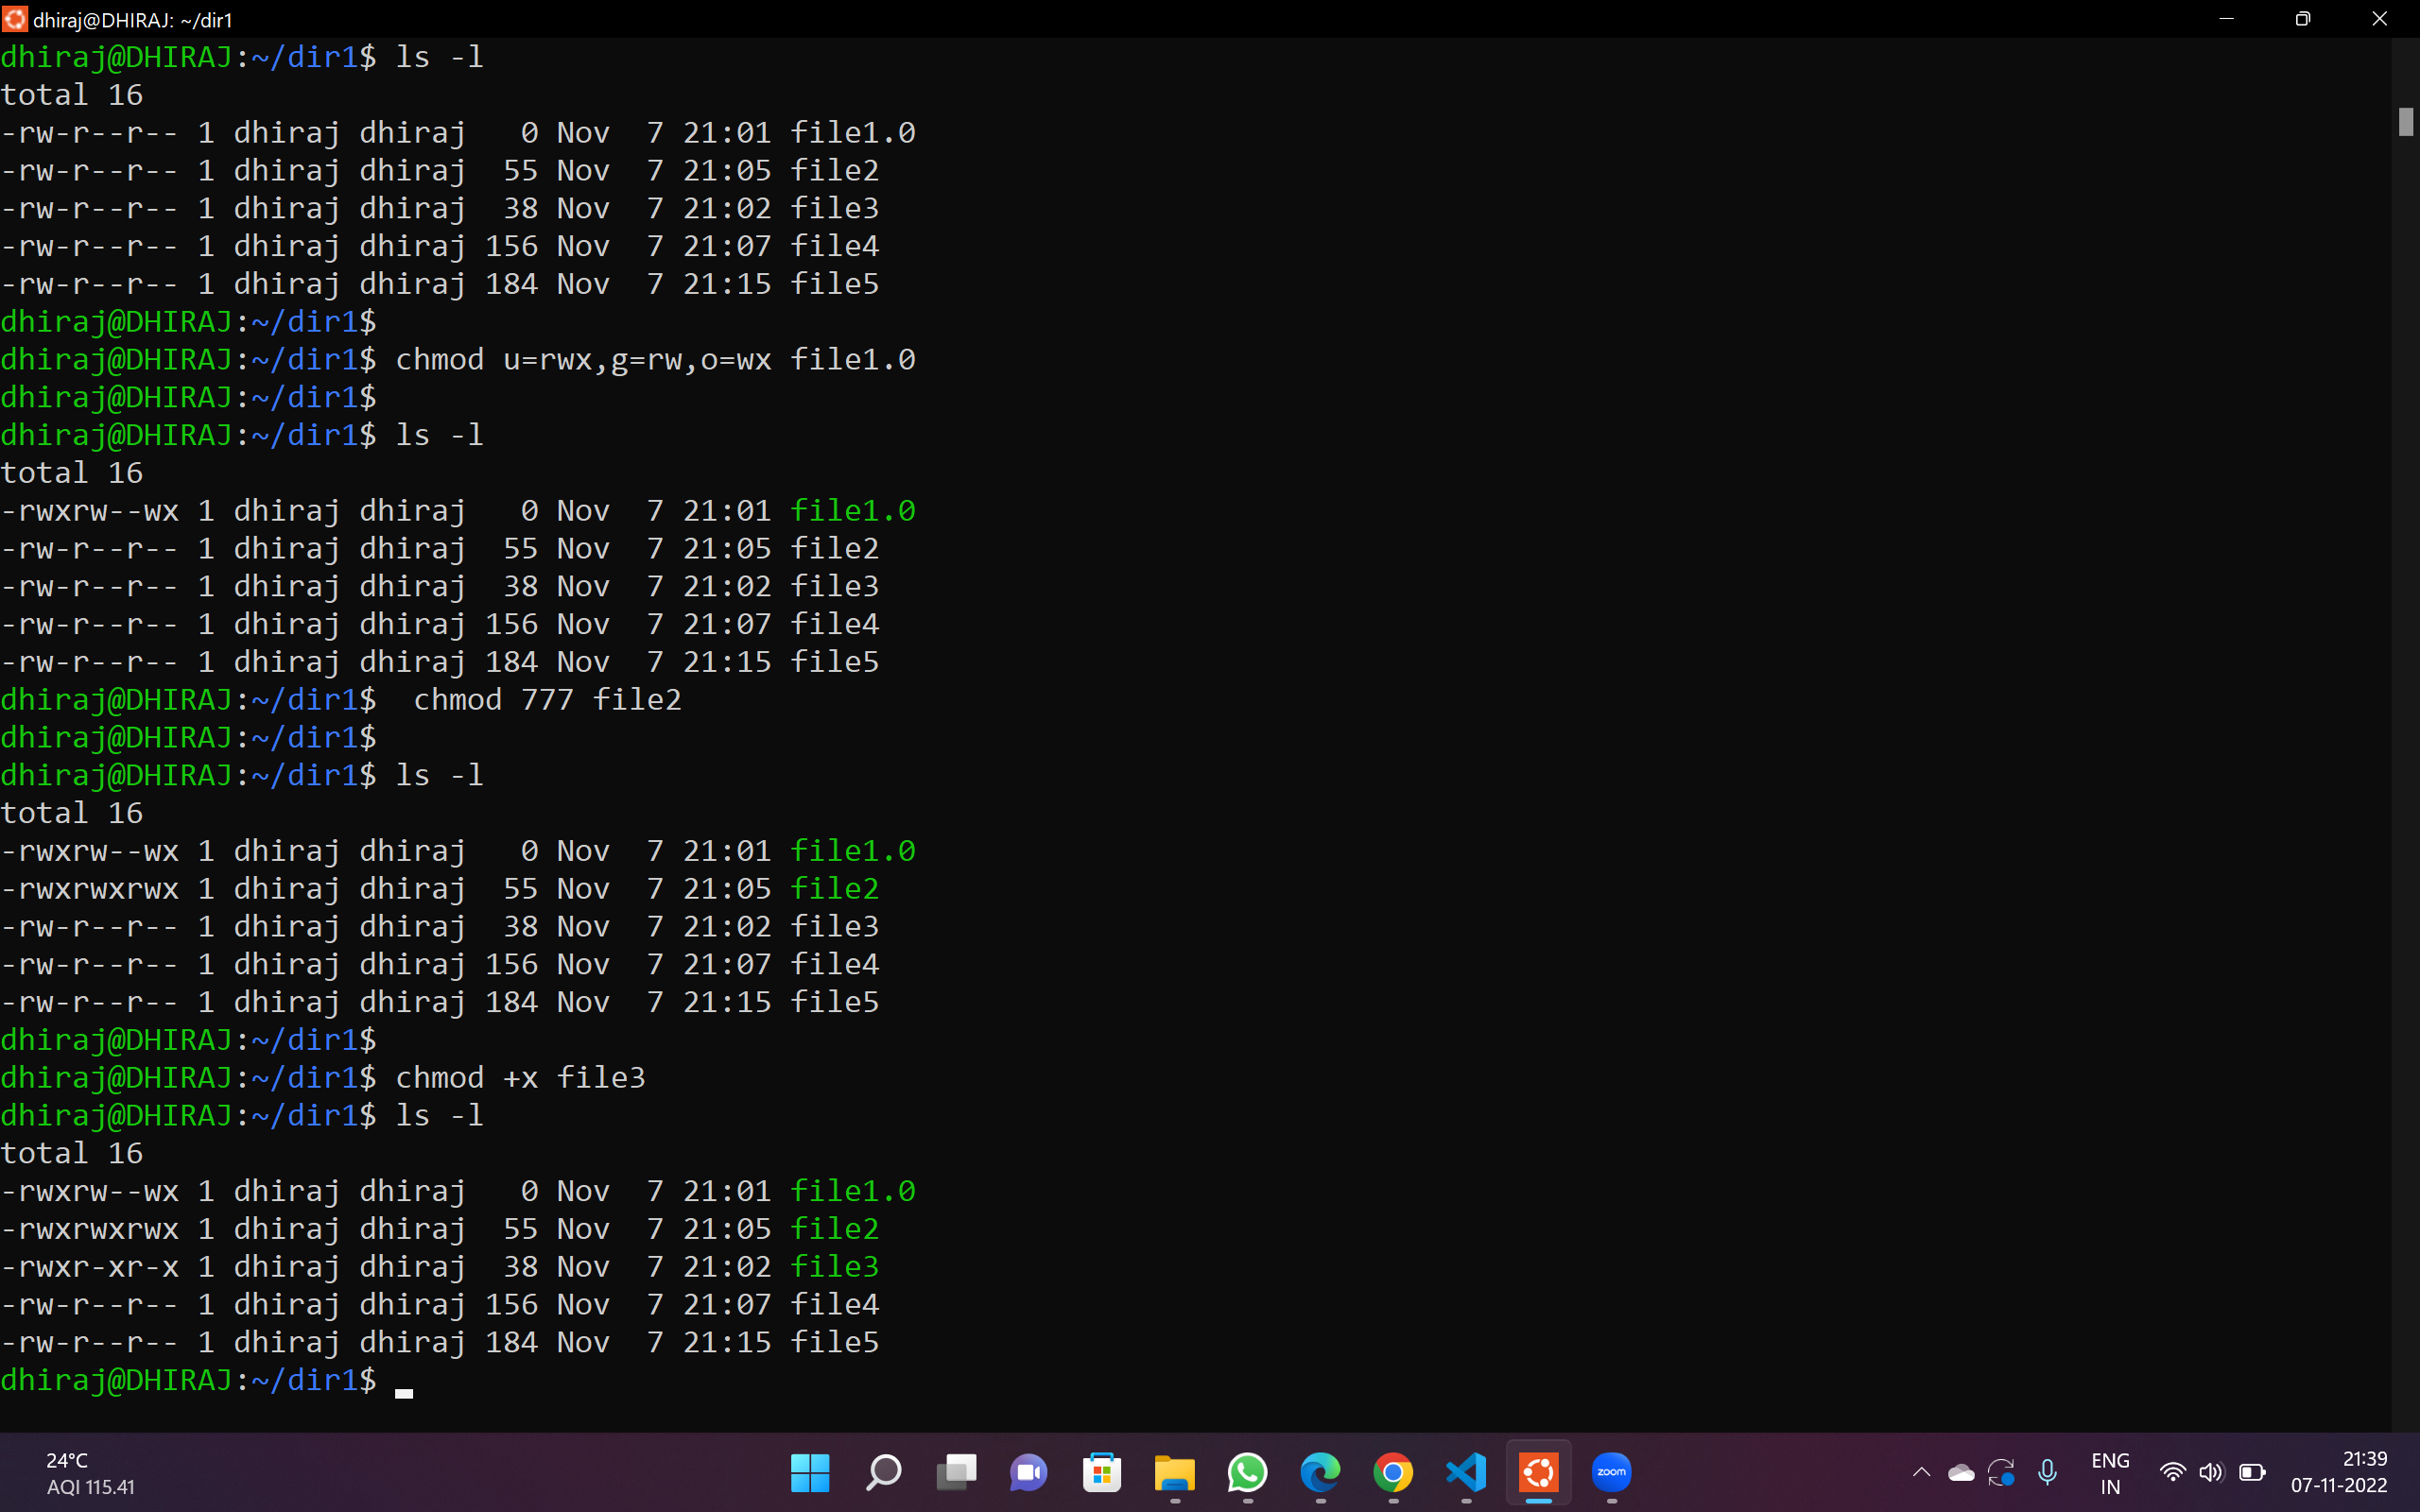 dhiraj@DHIRAJ: ~/dir1
dhiraj@DHIRAJ:~/dir1$ ls -l
total 16
-rw-r--r-- 1 dhiraj dhiraj   0 Nov  7 21:01 file1.0
-rw-r--r-- 1 dhiraj dhiraj  55 Nov  7 21:05 file2
-rw-r--r-- 1 dhiraj dhiraj  38 Nov  7 21:02 file3
-rw-r--r-- 1 dhiraj dhiraj 156 Nov  7 21:07 file4
-rw-r--r-- 1 dhiraj dhiraj 184 Nov  7 21:15 file5
dhiraj@DHIRAJ:~/dir1$
dhiraj@DHIRAJ:~/dir1$ chmod u=rwx,g=rw,o=wx file1.0
dhiraj@DHIRAJ:~/dir1$
dhiraj@DHIRAJ:~/dir1$ ls -l
total 16
-rwxrw--wx 1 dhiraj dhiraj   0 Nov  7 21:01 file1.0
-rw-r--r-- 1 dhiraj dhiraj  55 Nov  7 21:05 file2
-rw-r--r-- 1 dhiraj dhiraj  38 Nov  7 21:02 file3
-rw-r--r-- 1 dhiraj dhiraj 156 Nov  7 21:07 file4
-rw-r--r-- 1 dhiraj dhiraj 184 Nov  7 21:15 file5
dhiraj@DHIRAJ:~/dir1$  chmod 777 file2
dhiraj@DHIRAJ:~/dir1$
dhiraj@DHIRAJ:~/dir1$ ls -l
total 16
-rwxrw--wx 1 dhiraj dhiraj   0 Nov  7 21:01 file1.0
-rwxrwxrwx 1 dhiraj dhiraj  55 Nov  7 21:05 file2
-rw-r--r-- 1 dhiraj dhiraj  38 Nov  7 21:02 file3
-rw-r--r-- 1 dhiraj dhiraj 156 Nov  7 21:07 file4
-rw-r--r-- 1 dhiraj dhiraj 184 Nov  7 21:15 file5
dhiraj@DHIRAJ:~/dir1$
dhiraj@DHIRAJ:~/dir1$ chmod +x file3
dhiraj@DHIRAJ:~/dir1$ ls -l
total 16
-rwxrw--wx 1 dhiraj dhiraj   0 Nov  7 21:01 file1.0
-rwxrwxrwx 1 dhiraj dhiraj  55 Nov  7 21:05 file2
-rwxr-xr-x 1 dhiraj dhiraj  38 Nov  7 21:02 file3
-rw-r--r-- 1 dhiraj dhiraj 156 Nov  7 21:07 file4
-rw-r--r-- 1 dhiraj dhiraj 184 Nov  7 21:15 file5
dhiraj@DHIRAJ:~/dir1$
24°C
AQI 115.41
zoom
ENG
IN
21:39
07-11-2022